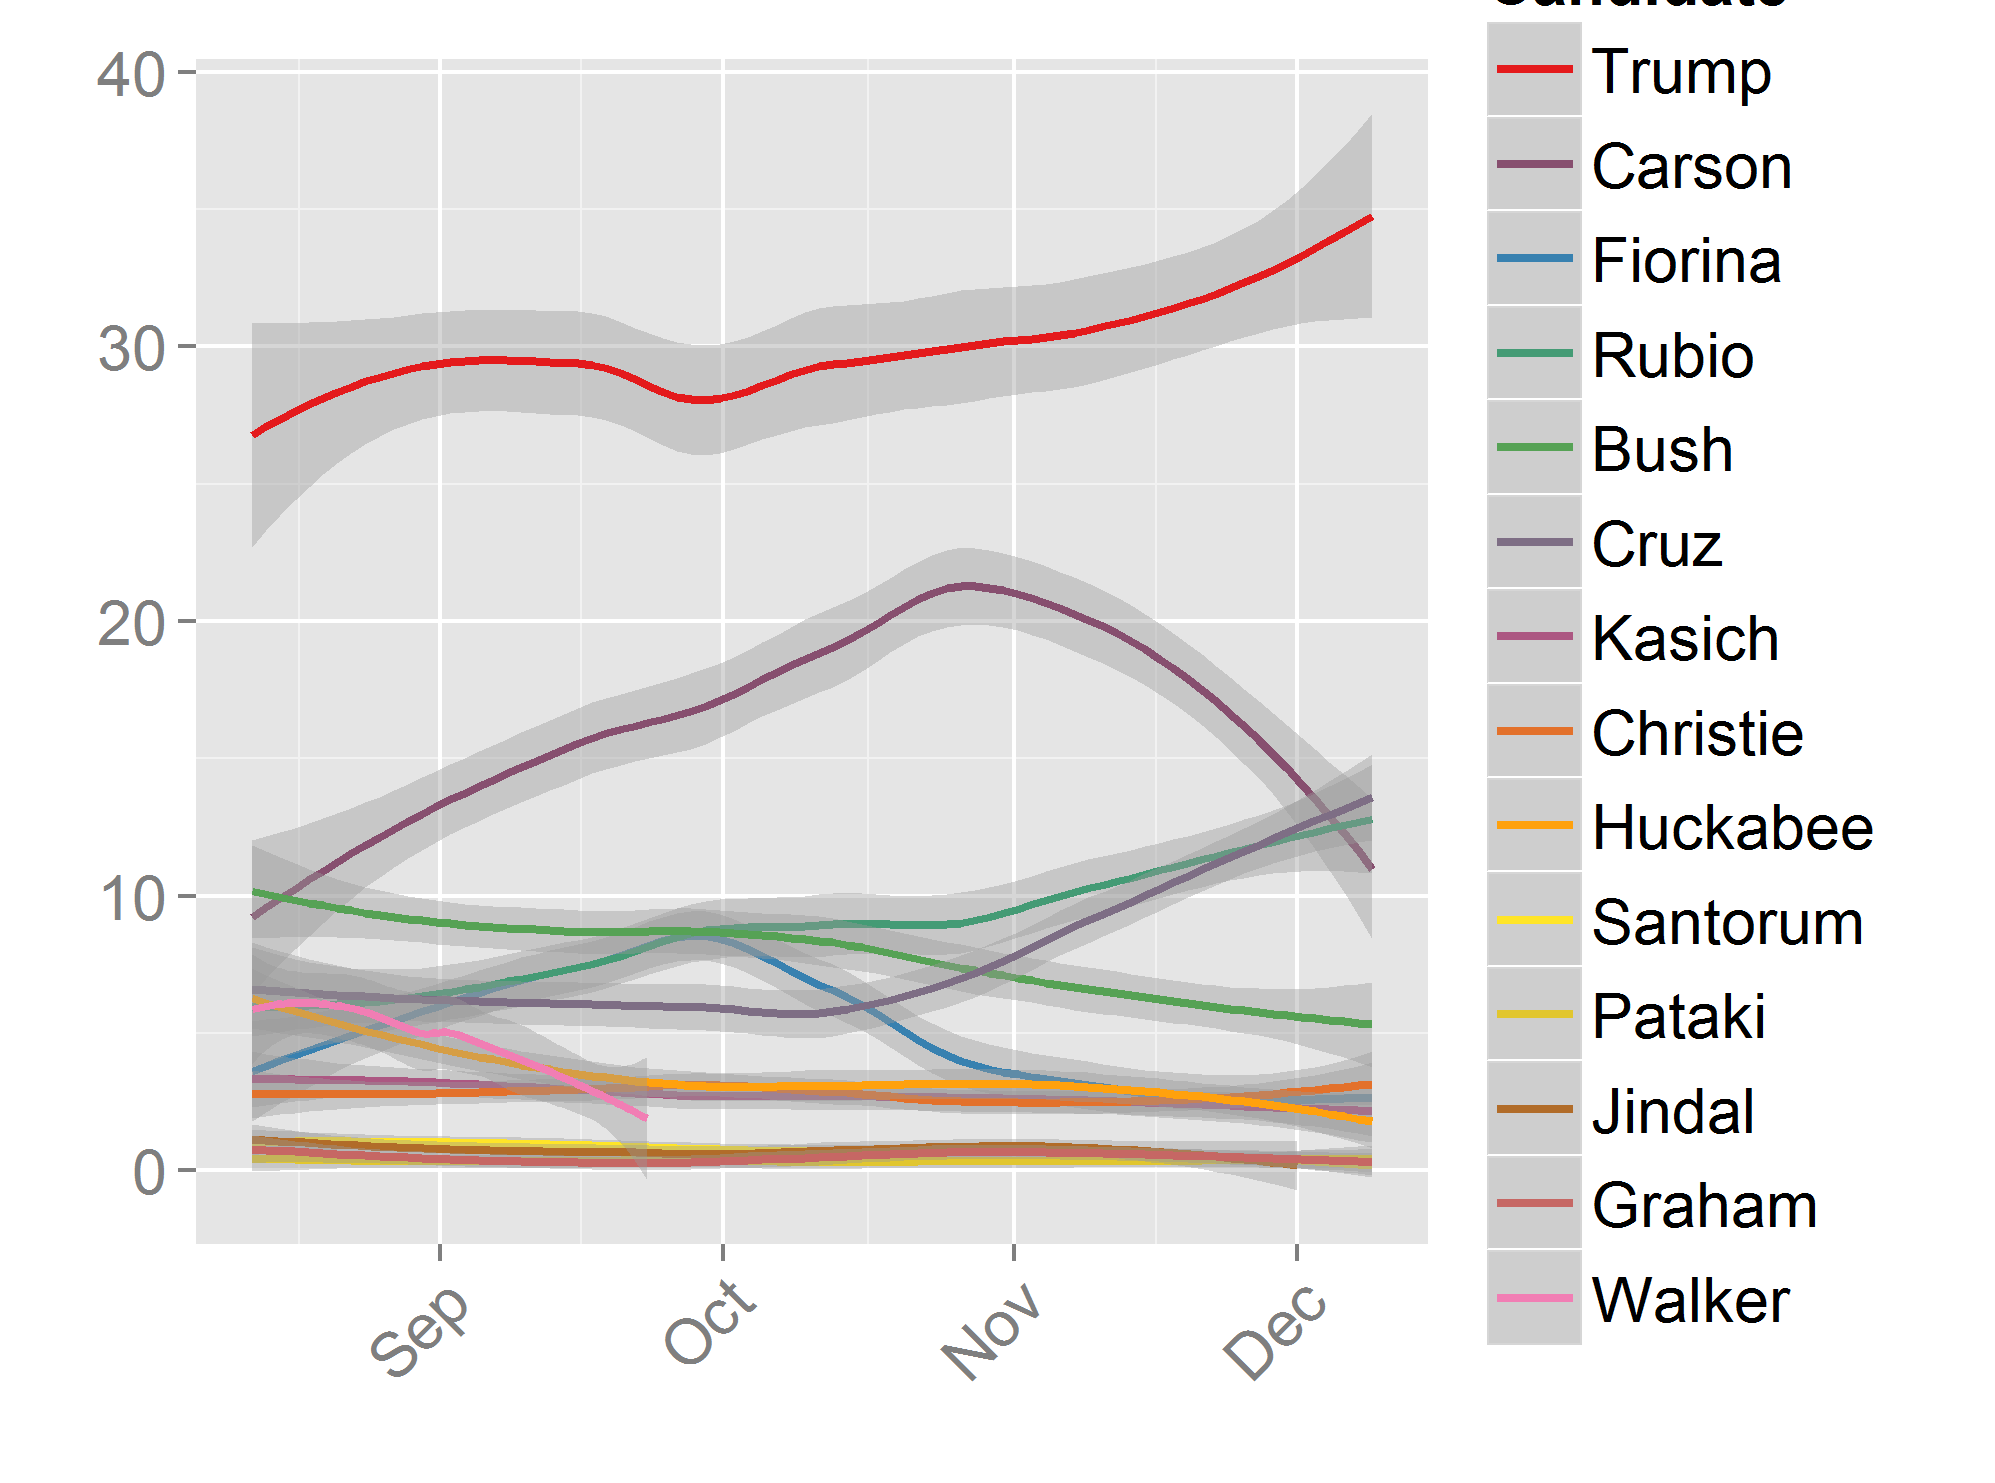 Candidate
Trump
Carson
Fiorina
Rubio
Bush
Cruz
Kasich
Christie
Huckabee
Santorum
Pataki
Jindal
Graham
Walker
40
30
20
10
0
Sep
Oct
Nov
Dec